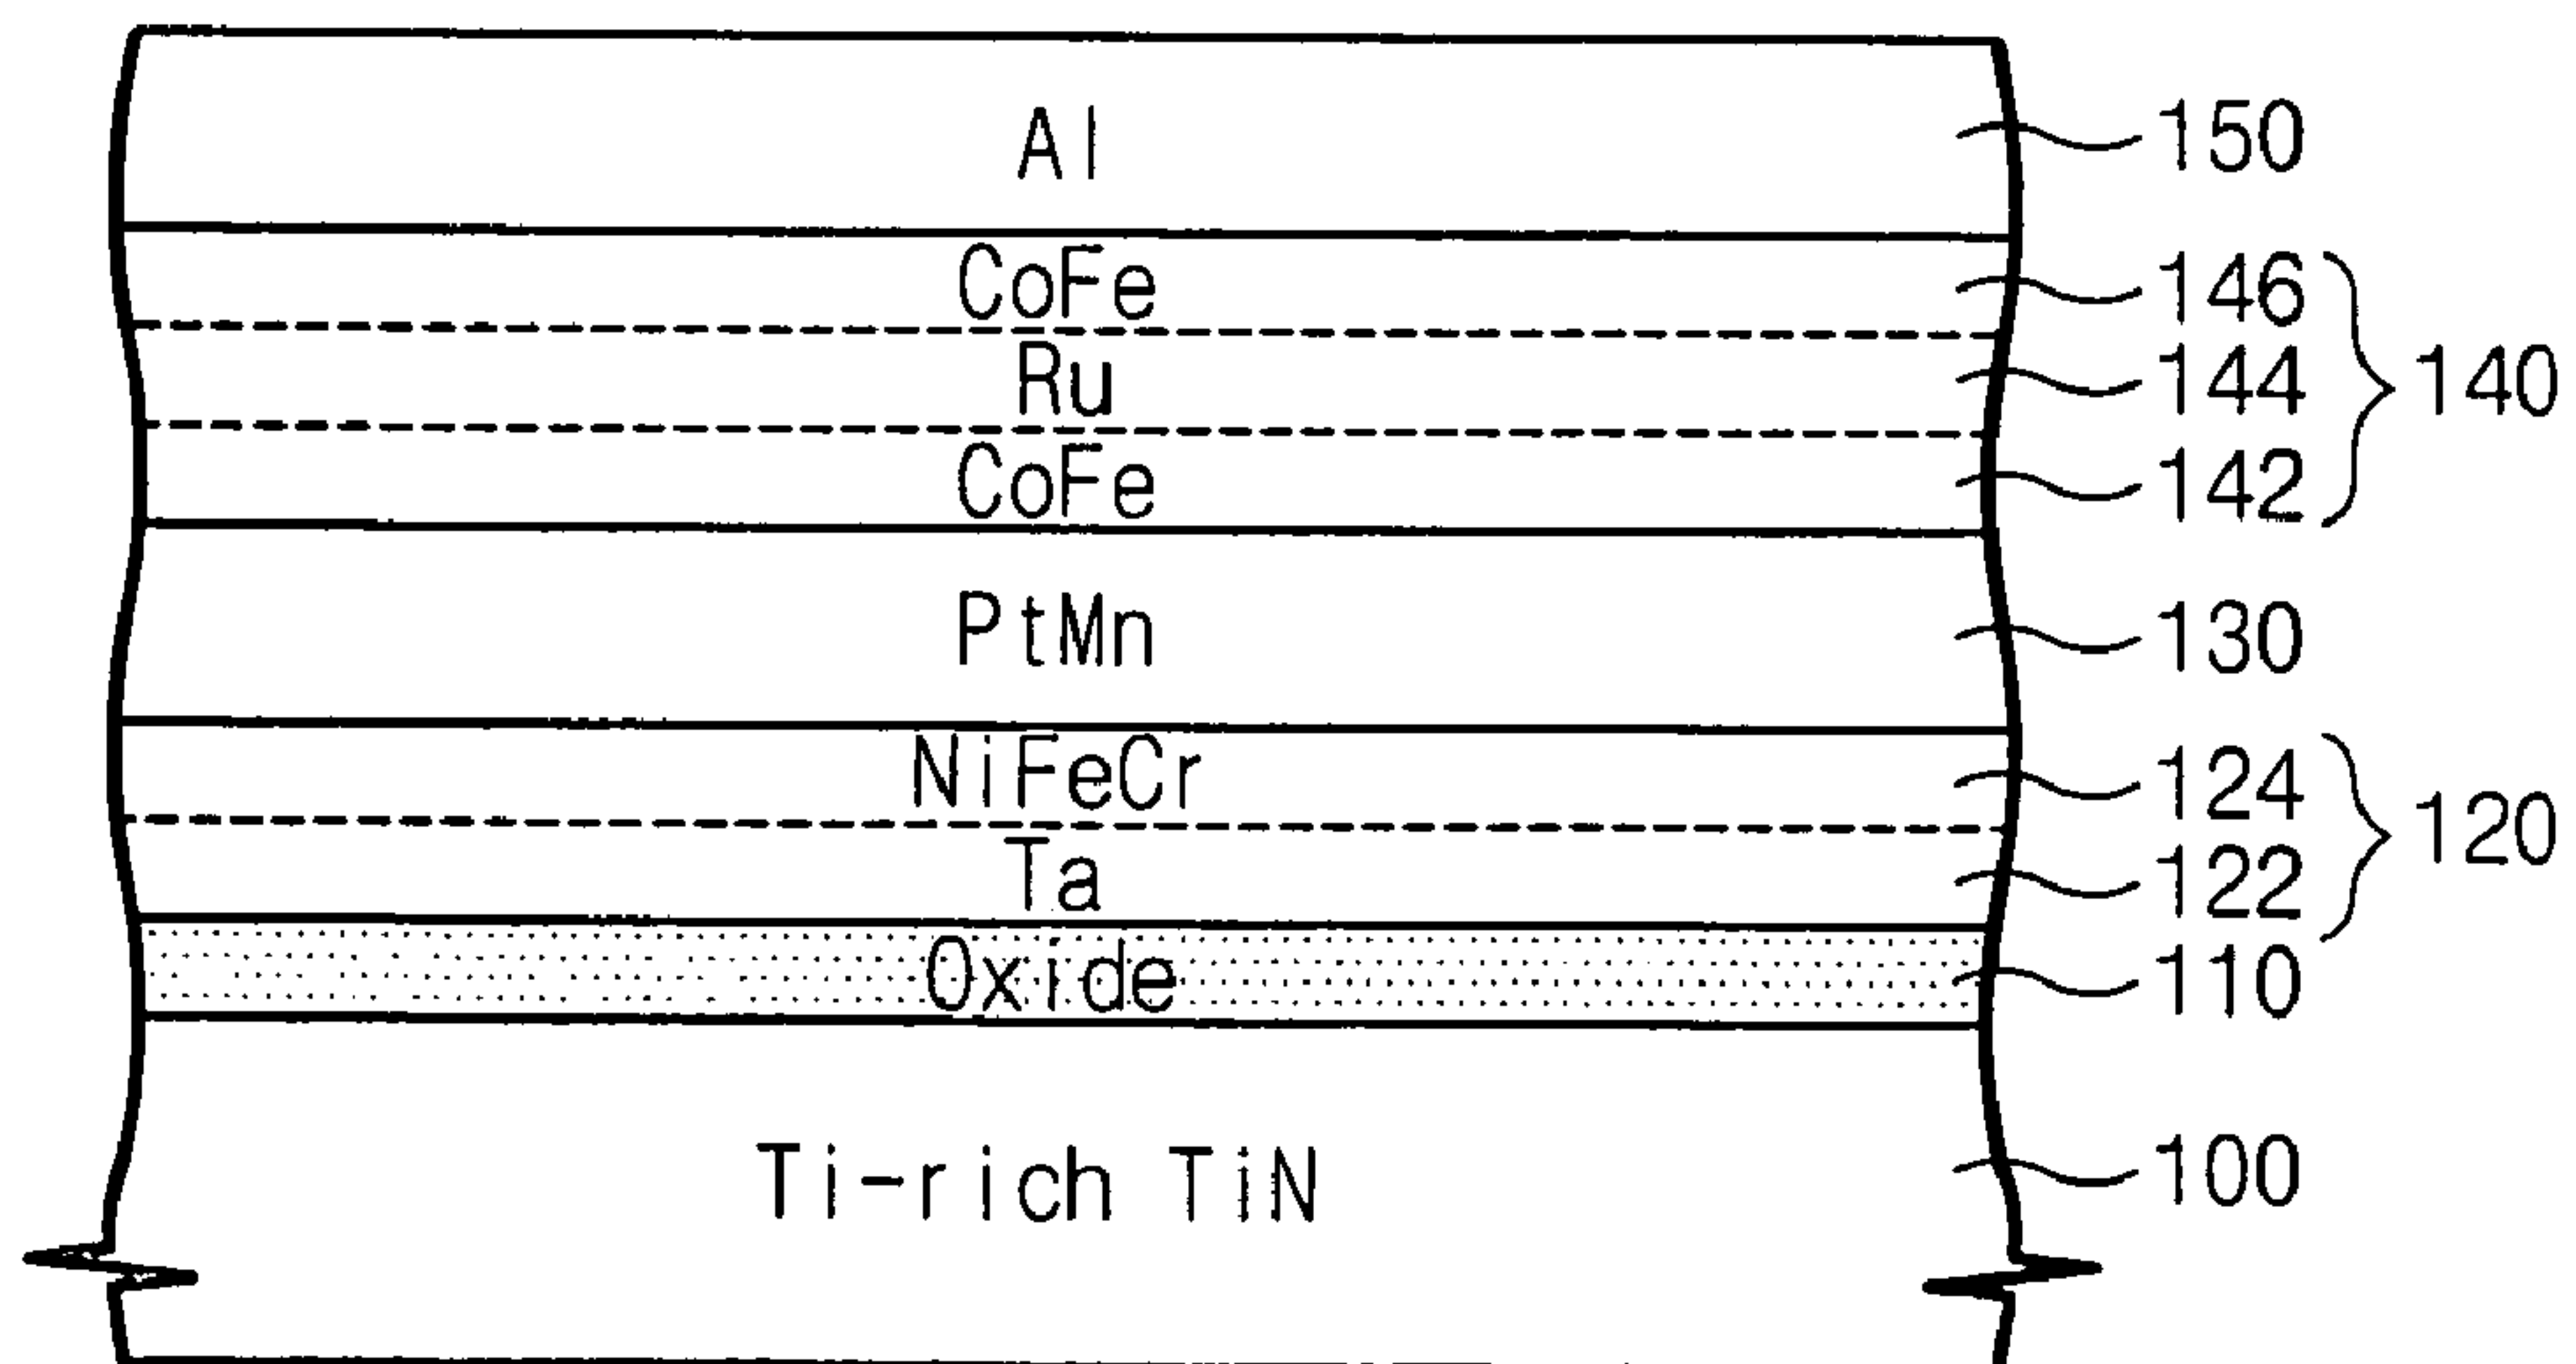 Al 150
CoFe 146
Ru 144 140
CoFe 142
PtMn 130
NiFeCr 124
120
Ta 122
Oxide 110
Ti-rich TiN 100